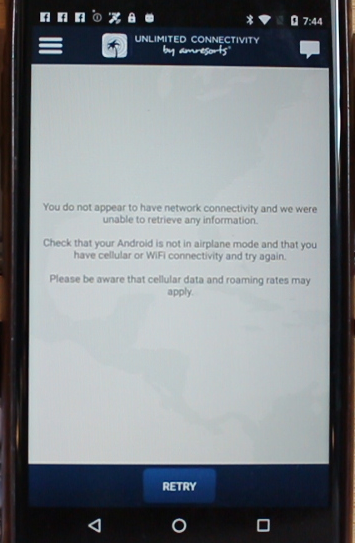 7:44
UNLIMITED CONNECTIVITY
by amresorts
You do not appear to have network connectivity and we were
unable to retrieve any information.
Check that your Android is not in airplane mode and that you
have cellular or WiFi connectivity and try again.
Please be aware that cellular data and roaming rates may
apply.
RETRY